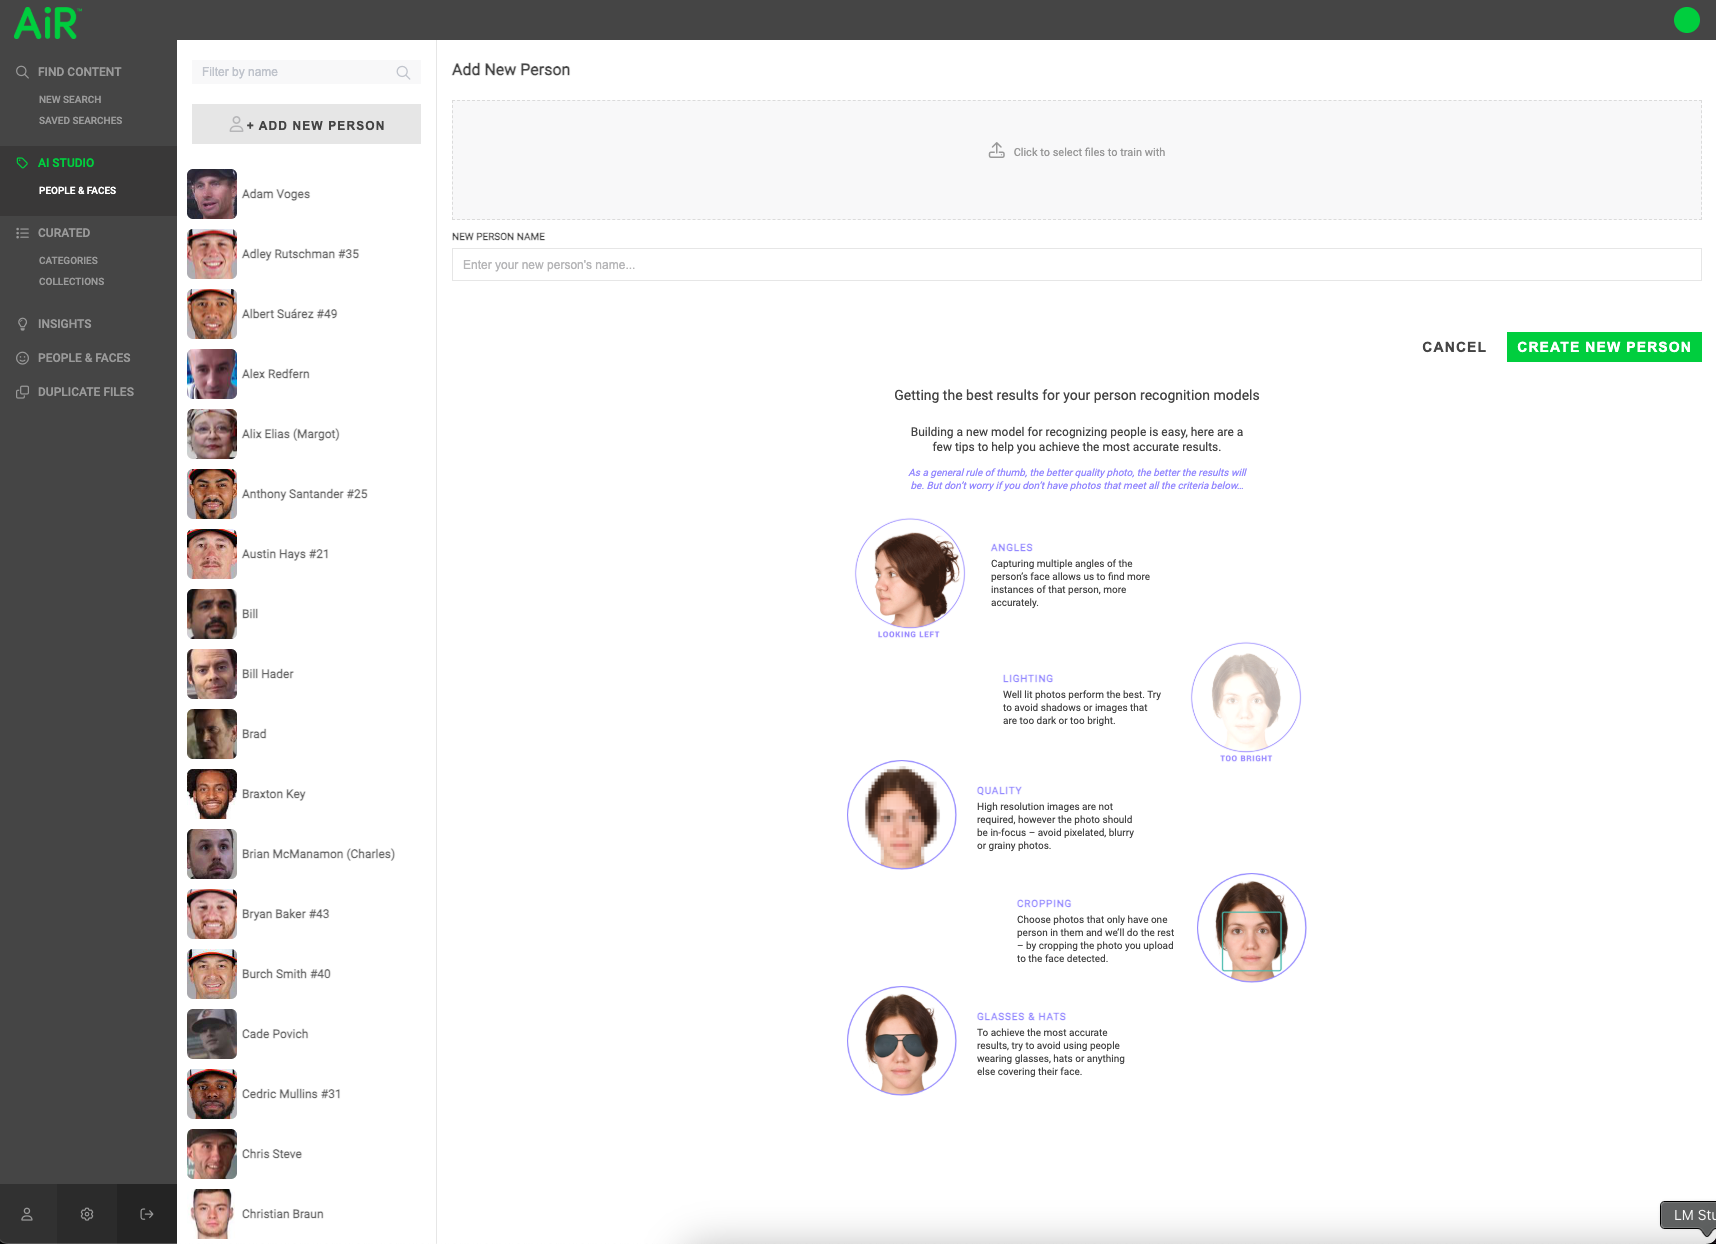 AiR™
FIND CONTENT
NEW SEARCH
SAVED SEARCHES
AI STUDIO
PEOPLE & FACES
CURATED
CATEGORIES
COLLECTIONS
INSIGHTS
PEOPLE & FACES
DUPLICATE FILES
Filter by name
+ ADD NEW PERSON
Adam Voges
Adley Rutschman #35
Albert Suárez #49
Alex Redfern
Alix Elias (Margot)
Anthony Santander #25
Austin Hays #21
Bill
Bill Hader
Brad
Braxton Key
Brian McManamon (Charles)
Bryan Baker #43
Burch Smith #40
Cade Povich
Cedric Mullins #31
Chris Steve
Christian Braun
Add New Person
Click to select files to train with
NEW PERSON NAME
Enter your new person's name...
CANCEL
CREATE NEW PERSON
Getting the best results for your person recognition models
Building a new model for recognizing people is easy, here are a
few tips to help you achieve the most accurate results.
As a general rule of thumb, the better quality photo, the better the results will
be. But don't worry if you don't have photos that meet all the criteria below...
ANGLES
Capturing multiple angles of the
person's face allows us to find more
instances of that person, more
accurately.
LOOKING LEFT
LIGHTING
Well lit photos perform the best. Try
to avoid shadows or images that
are too dark or too bright.
TOO BRIGHT
QUALITY
High resolution images are not
required, however the photo should
be in-focus – avoid pixelated, blurry
or grainy photos.
CROPPING
Choose photos that only have one
person in them and we'll do the rest
– by cropping the photo you upload
to the face detected.
GLASSES & HATS
To achieve the most accurate
results, try to avoid using people
wearing glasses, hats or anything
else covering their face.
LM Stu